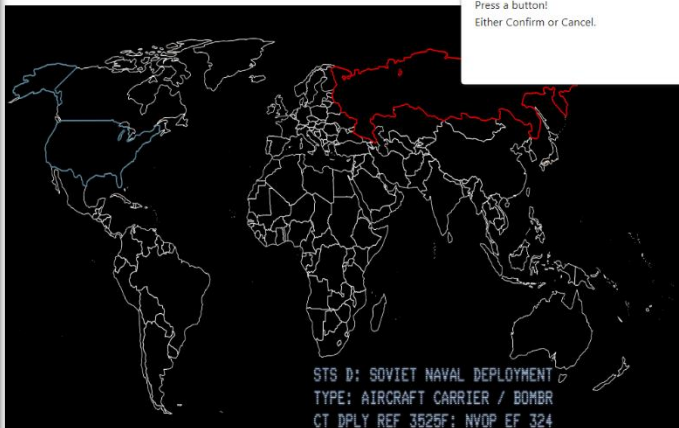 Press a button!
Either Confirm or Cancel.
STS D: SOVIET NAVAL DEPLOYMENT
TYPE: AIRCRAFT CARRIER / BOMBR
CT DPLY REF 3525F: NVOP EF 324